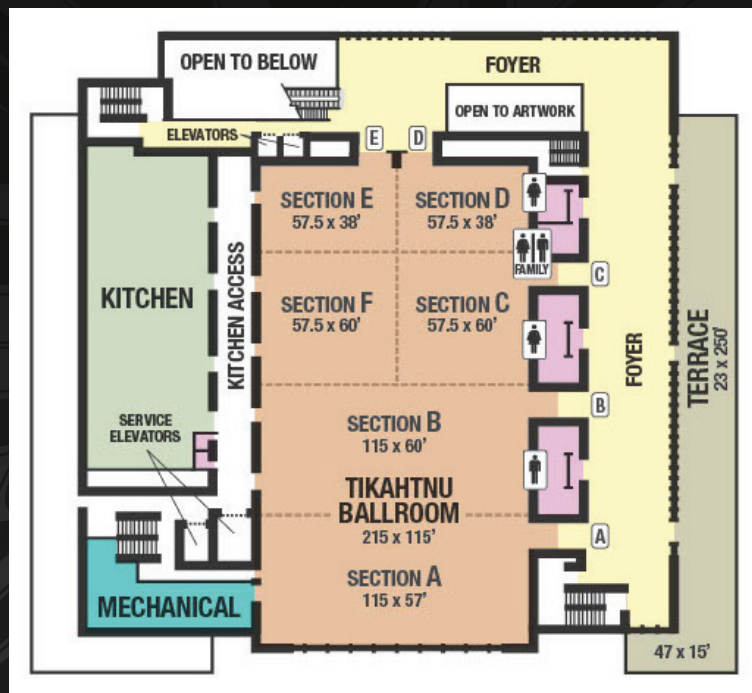 OPEN TO BELOW
FOYER
OPEN TO ARTWORK
ELEVATORS
E
D
SECTION E
57.5 x 38'
SECTION D
57.5 x 38'
FAMILY
C
KITCHEN
KITCHEN ACCESS
SECTION F
57.5 x 60'
SECTION C
57.5 x 60'
FOYER
TERRACE
23 x 250'
B
SERVICE
ELEVATORS
SECTION B
115 x 60'
TIKAHTNU
BALLROOM
215 x 115'
A
SECTION A
115 x 57'
MECHANICAL
47 x 15'